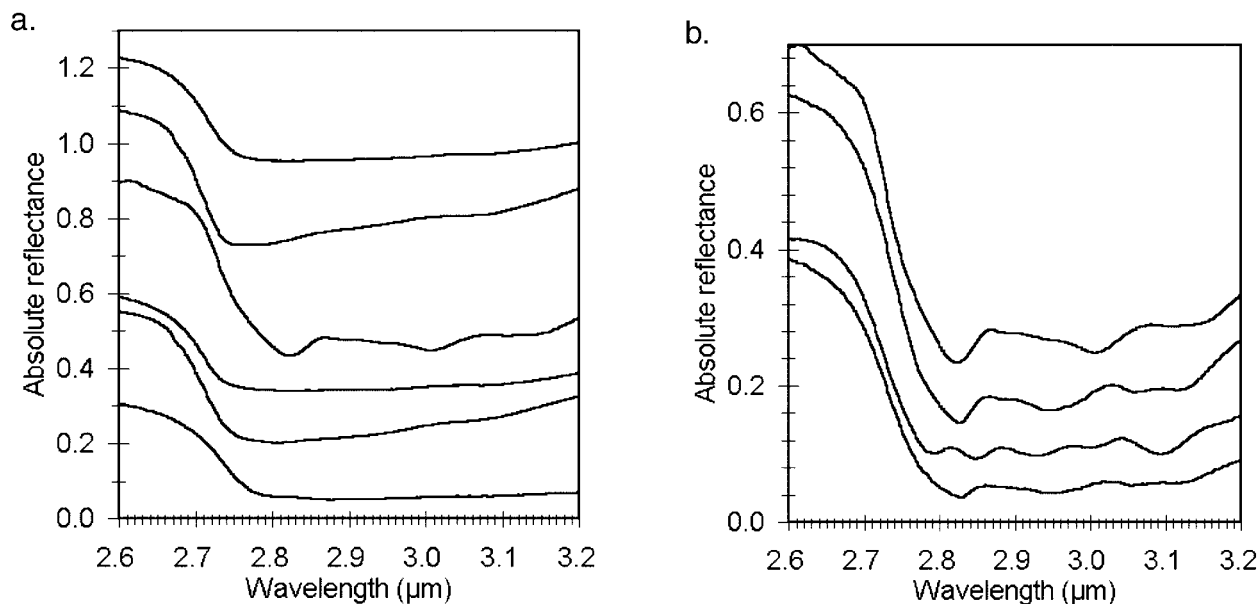 a.
1.2
1.0
0.8
0.6
0.4
0.2
0.0
Absolute reflectance
2.6 2.7 2.8 2.9 3.0 3.1 3.2
Wavelength (µm)
b.
0.6
0.4
0.2
0.0
Absolute reflectance
2.6 2.7 2.8 2.9 3.0 3.1 3.2
Wavelength (µm)